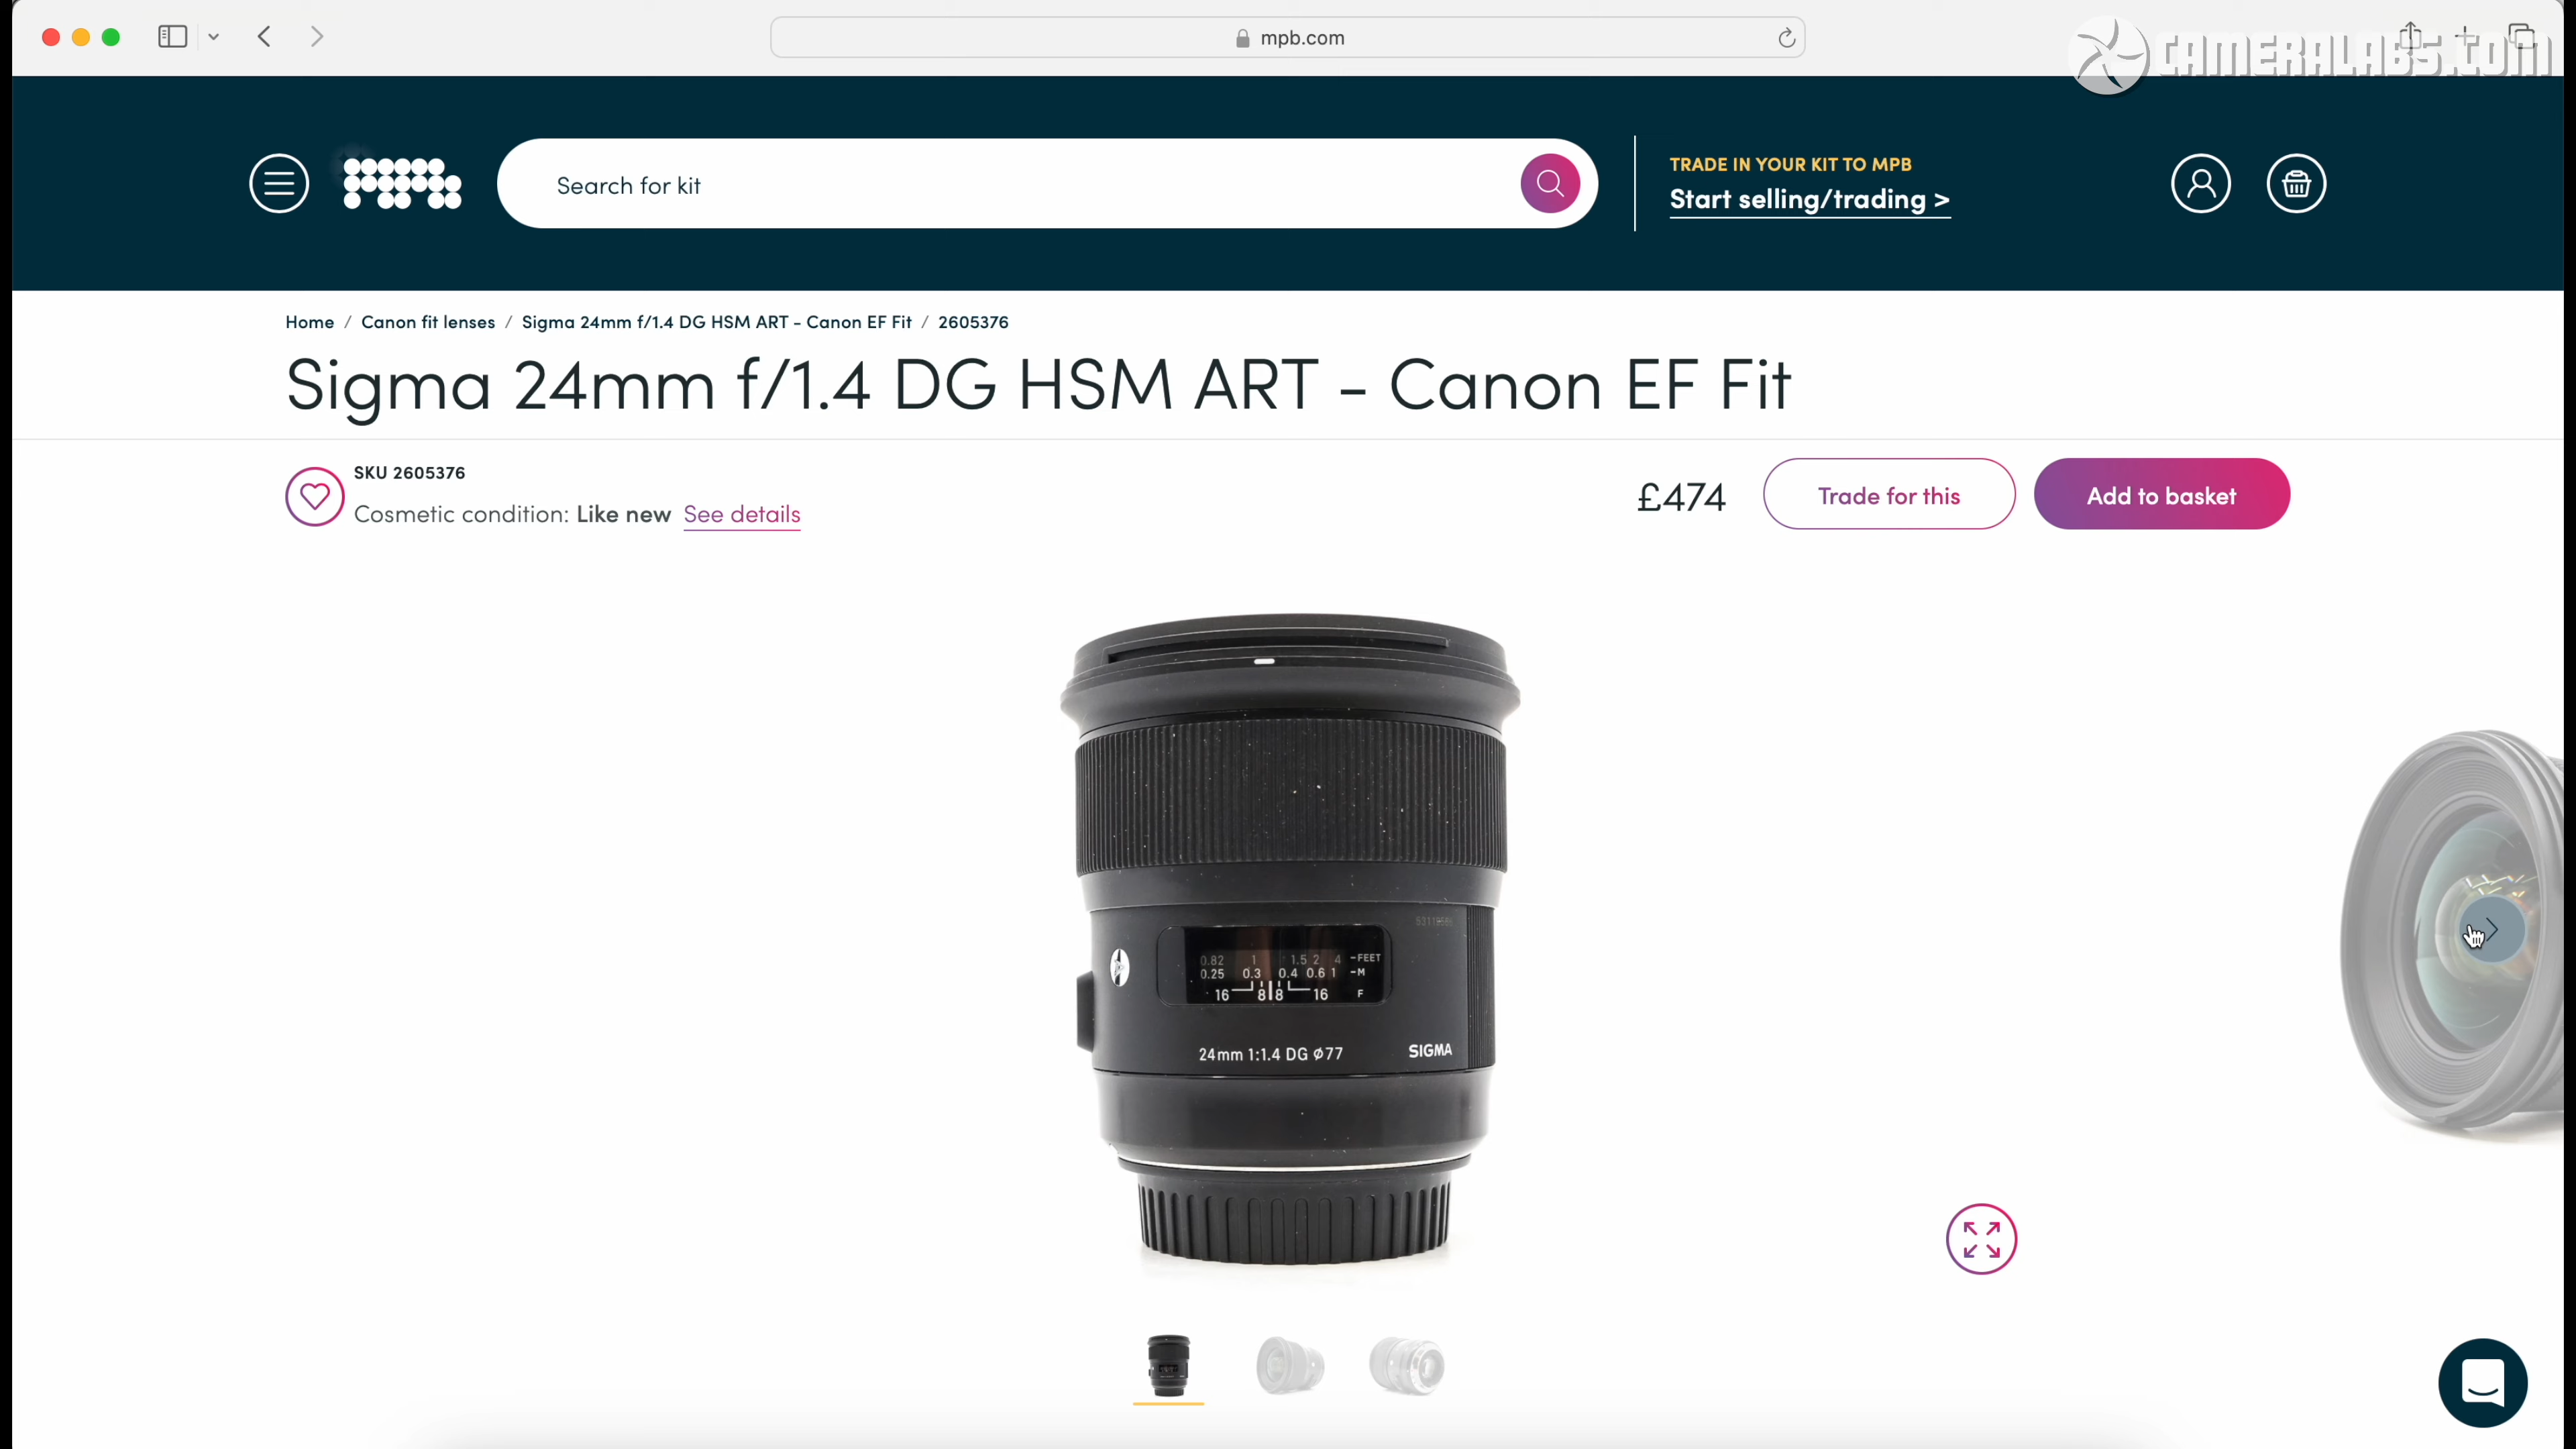 mpb.com
CAMERALABS.COM
mpb
Search for kit
TRADE IN YOUR KIT TO MPB
Start selling/trading >
Home / Canon fit lenses / Sigma 24mm f/1.4 DG HSM ART - Canon EF Fit / 2605376
Sigma 24mm f/1.4 DG HSM ART - Canon EF Fit
SKU 2605376
Cosmetic condition: Like new See details
£474
Trade for this
Add to basket
0.82 1 1.5 2 4 -FEET
0.25 0.3 0.4 0.6 1 -M
16 8 8 16 F
24mm 1:1.4 DG ø77
SIGMA